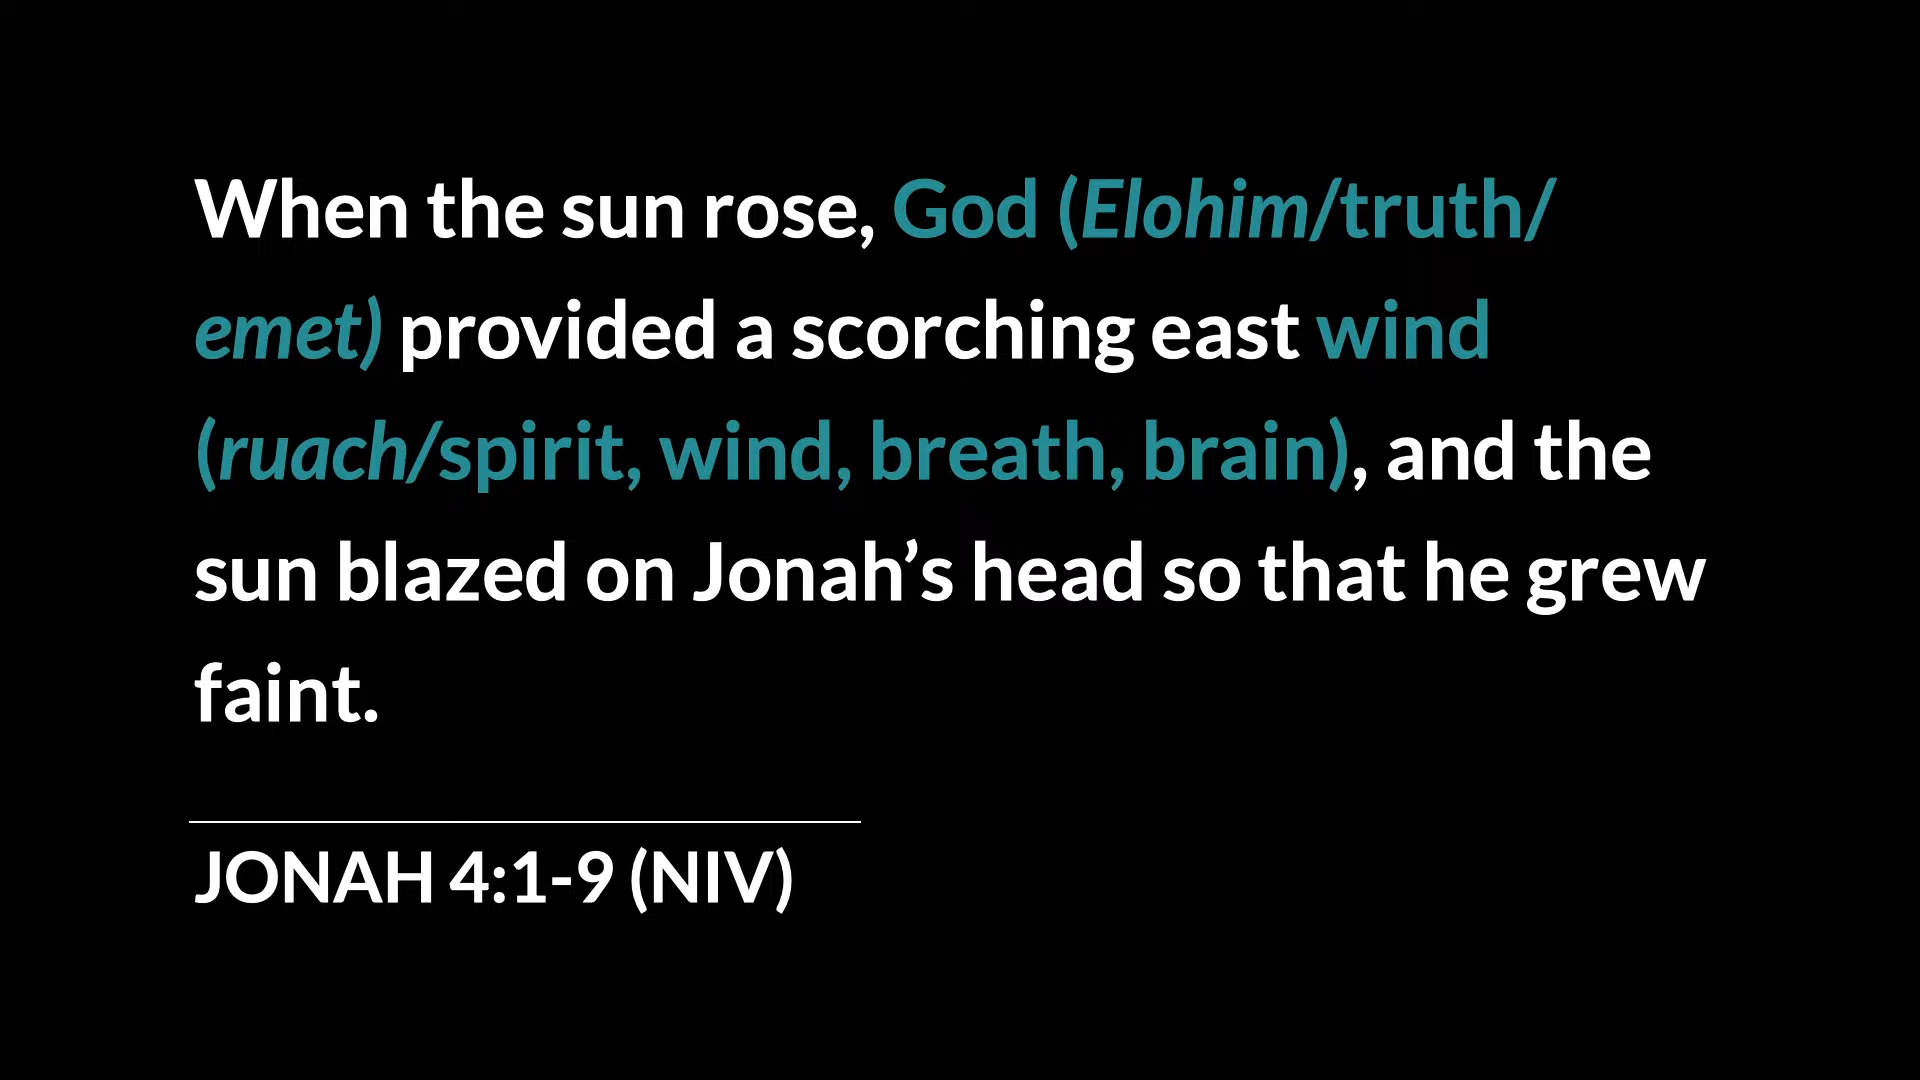 When the sun rose, God (Elohim/truth/
emet) provided a scorching east wind
(ruach/spirit, wind, breath, brain), and the
sun blazed on Jonah’s head so that he grew
faint.
JONAH 4:1-9 (NIV)